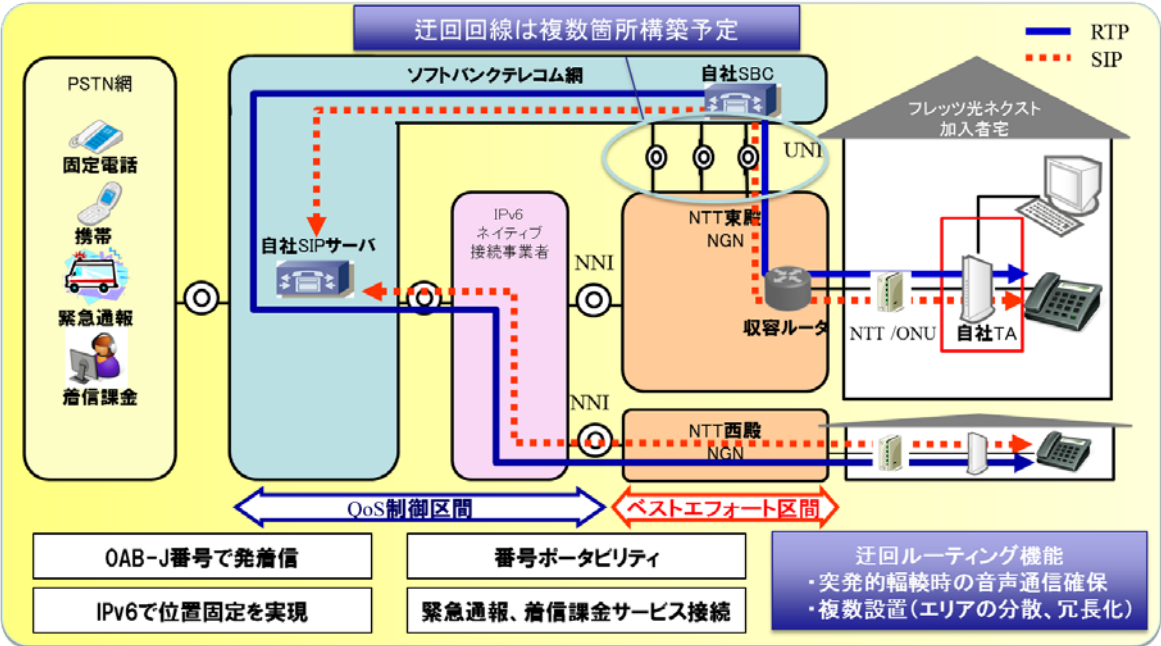 迂回回線は複数箇所構築予定
RTP
SIP
PSTN網
固定電話
携帯
緊急通報
着信課金
ソフトバンクテレコム網
自社SBC
自社SIPサーバ
IPv6
ネイティブ
接続事業者
UNI
NNI
NTT東殿
NGN
収容ルータ
NNI
NTT西殿
NGN
フレッツ光ネクスト
加入者宅
NTT /ONU
自社TA
QoS制御区間
ベストエフォート区間
0AB-J番号で発着信
番号ポータビリティ
IPv6で位置固定を実現
緊急通報、着信課金サービス接続
迂回ルーティング機能
・突発的輻輳時の音声通信確保
・複数設置(エリアの分散、冗長化)